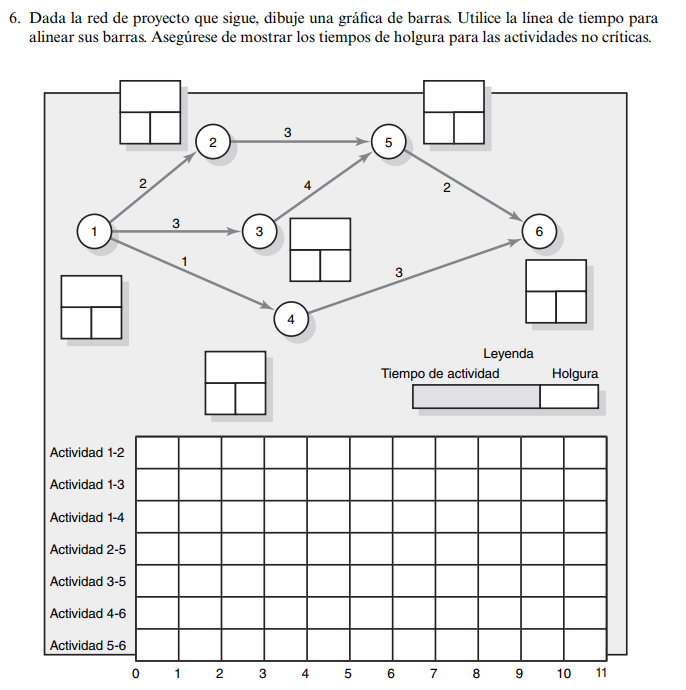 6. Dada la red de proyecto que sigue, dibuje una gráfica de barras. Utilice la línea de tiempo para
alinear sus barras. Asegúrese de mostrar los tiempos de holgura para las actividades no críticas.
2
3
5
2
4
2
1
3
3
6
1
3
4
Leyenda
Tiempo de actividad Holgura
Actividad 1-2
Actividad 1-3
Actividad 1-4
Actividad 2-5
Actividad 3-5
Actividad 4-6
Actividad 5-6
0 1 2 3 4 5 6 7 8 9 10 11